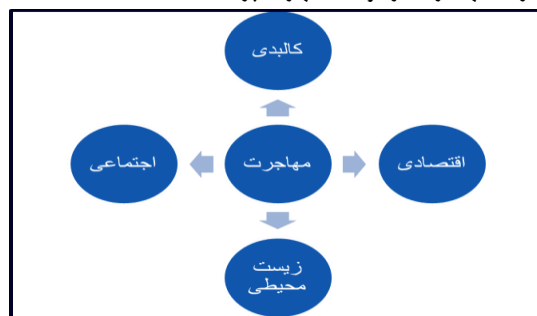 کالبدی
اجتماعی
مهاجرت
اقتصادی
زیست
محیطی